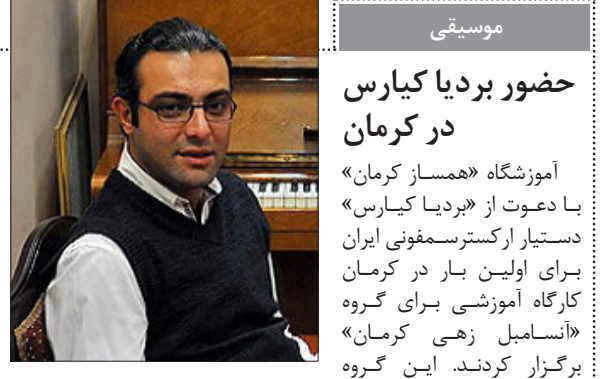 موسیقی
حضور بردیا کیارس
در کرمان
آموزشگاه «همساز کرمان»
با دعوت از «بردیا کیارس»
دستیار ارکسترسمفونی ایران
برای اولین بار در کرمان
کارگاه آموزشی برای گروه
«آنسامبل زهی کرمان»
برگزار کردند. این گروه